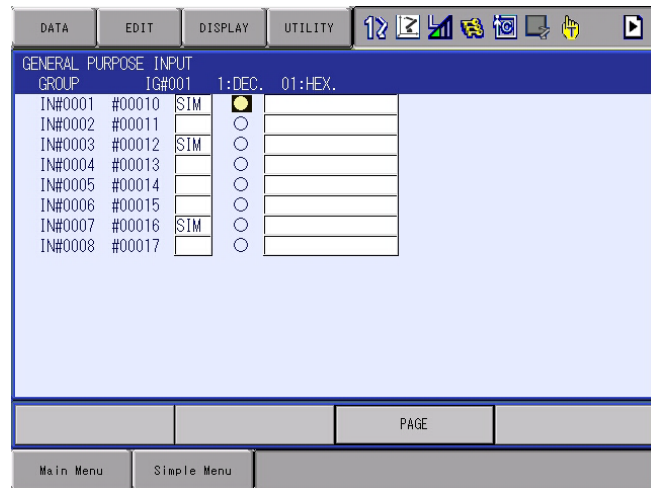 DATA EDIT DISPLAY UTILITY
GENERAL PURPOSE INPUT
GROUP IG#001 1:DEC. 01:HEX.
IN#0001 #00010 SIM
IN#0002 #00011
IN#0003 #00012 SIM
IN#0004 #00013
IN#0005 #00014
IN#0006 #00015
IN#0007 #00016 SIM
IN#0008 #00017
PAGE
Main Menu Simple Menu